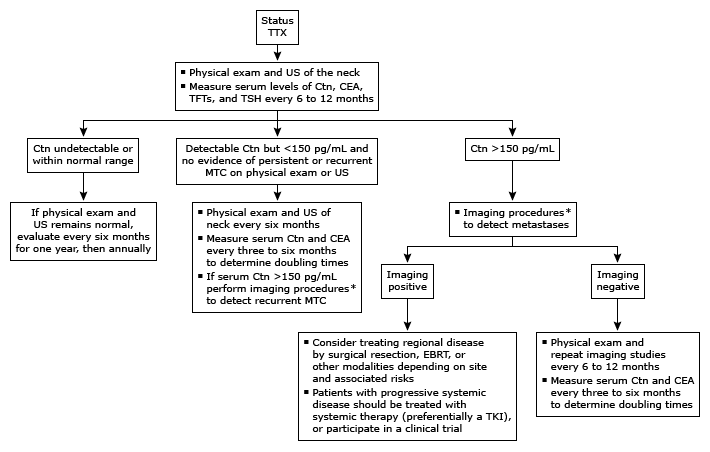 Status
TTX
▪ Physical exam and US of the neck
▪ Measure serum levels of Ctn, CEA,
TFTs, and TSH every 6 to 12 months
Ctn undetectable or
within normal range
Detectable Ctn but <150 pg/mL and
no evidence of persistent or recurrent
MTC on physical exam or US
Ctn >150 pg/mL
If physical exam and
US remains normal,
evaluate every six months
for one year, then annually
▪ Physical exam and US of
neck every six months
▪ Measure serum Ctn and CEA
every three to six months
to determine doubling times
▪ If serum Ctn >150 pg/mL
perform imaging procedures*
to detect recurrent MTC
▪ Imaging procedures*
to detect metastases
Imaging
positive
Imaging
negative
▪ Consider treating regional disease
by surgical resection, EBRT, or
other modalities depending on site
and associated risks
▪ Patients with progressive systemic
disease should be treated with
systemic therapy (preferentially a TKI),
or participate in a clinical trial
▪ Physical exam and
repeat imaging studies
every 6 to 12 months
▪ Measure serum Ctn and CEA
every three to six months
to determine doubling times